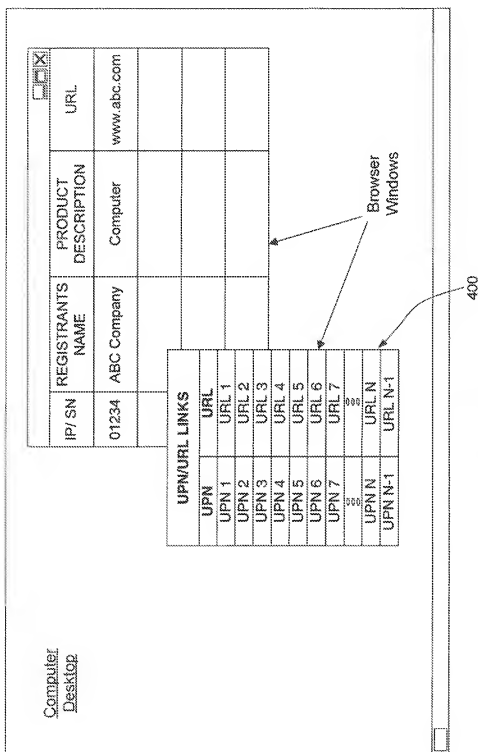 Computer
Desktop
IP/ SN REGISTRANTS NAME PRODUCT DESCRIPTION URL
01234 ABC Company Computer www.abc.com
UPN/URL LINKS
UPN URL
UPN 1 URL 1
UPN 2 URL 2
UPN 3 URL 3
UPN 4 URL 4
UPN 5 URL 5
UPN 6 URL 6
UPN 7 URL 7
ooo ooo
UPN N URL N
UPN N-1 URL N-1
Browser
Windows
400